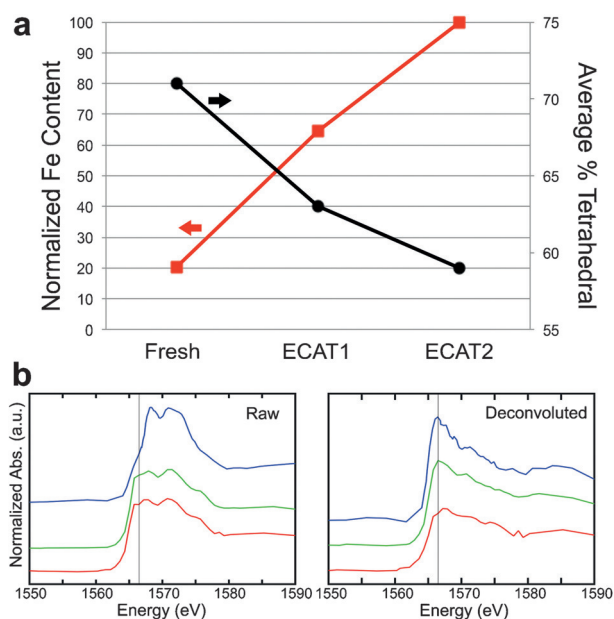 a
Normalized Fe Content
100
90
80
70
60
50
40
30
20
10
0
75
70
65
60
55
Average % Tetrahedral
Fresh ECAT1 ECAT2
b
Normalized Abs. (a.u.)
Raw
Deconvoluted
1550 1560 1570 1580 1590
1550 1560 1570 1580 1590
Energy (eV)
Energy (eV)